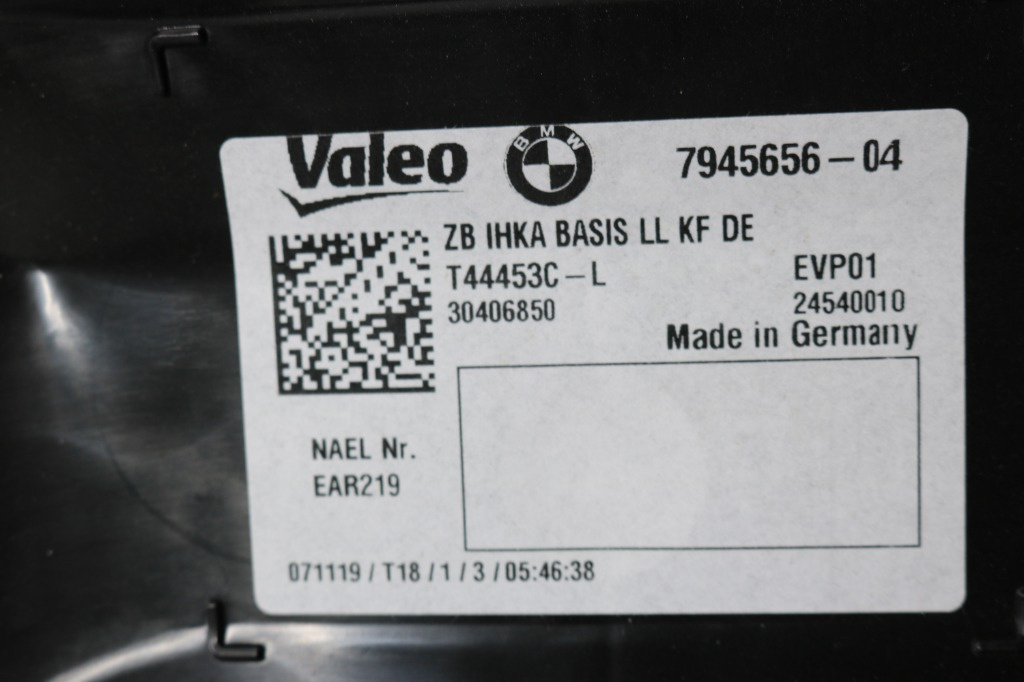 Valeo BMW 7945656-04
ZB IHKA BASIS LL KF DE
T44453C-L EVP01
30406850 24540010
Made in Germany
NAEL Nr.
EAR219
071119/T18/1/3/05:46:38